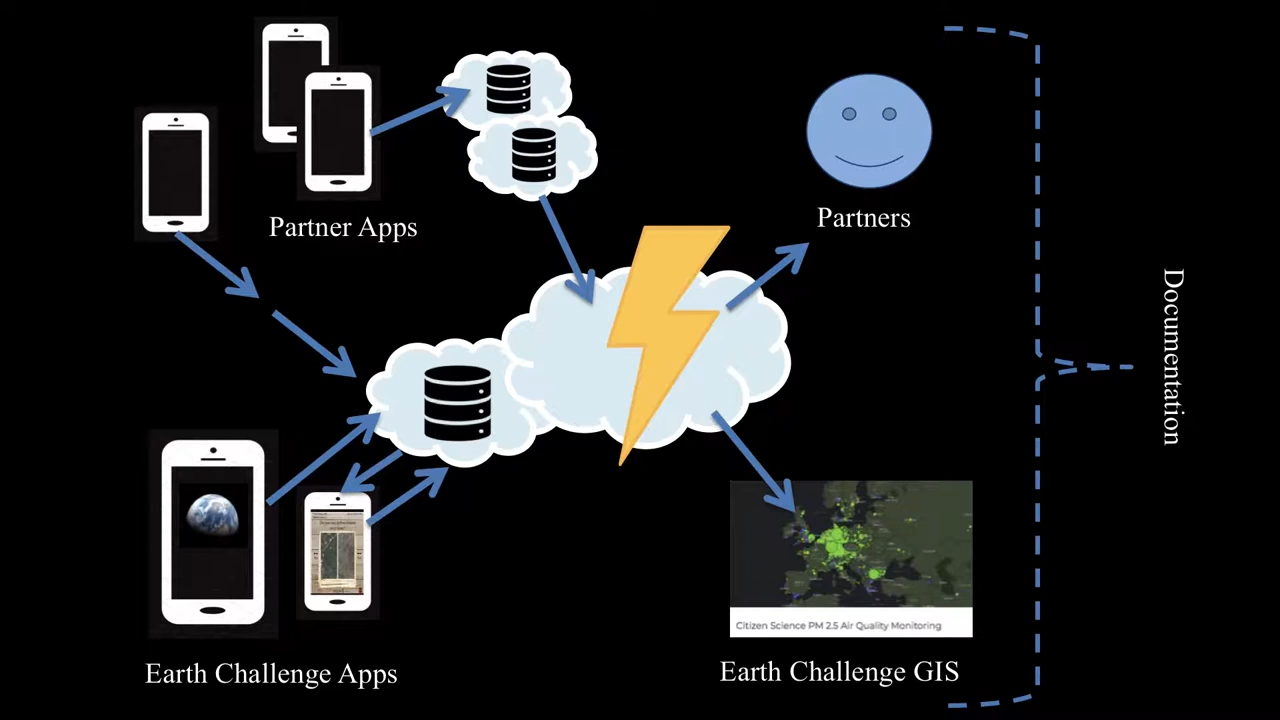 Partner Apps
Partners
Documentation
Citizen Science PM 2.5 Air Quality Monitoring
Earth Challenge Apps
Earth Challenge GIS